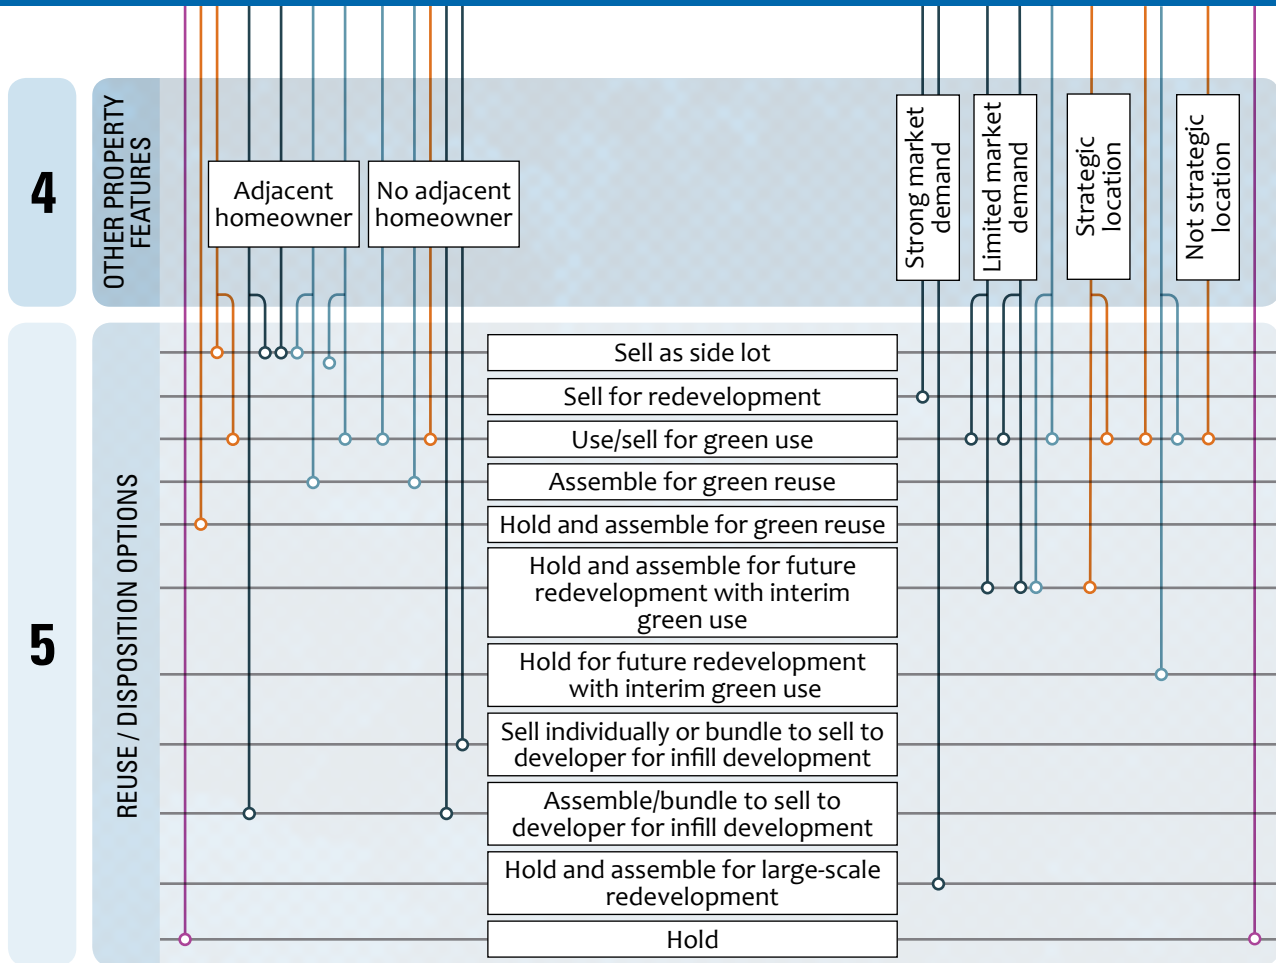 4
OTHER PROPERTY
FEATURES
Adjacent
homeowner
No adjacent
homeowner
Strong market
demand
Limited market
demand
Strategic
location
Not strategic
location
5
REUSE / DISPOSITION OPTIONS
Sell as side lot
Sell for redevelopment
Use/sell for green use
Assemble for green reuse
Hold and assemble for green reuse
Hold and assemble for future
redevelopment with interim
green use
Hold for future redevelopment
with interim green use
Sell individually or bundle to sell to
developer for infill development
Assemble/bundle to sell to
developer for infill development
Hold and assemble for large-scale
redevelopment
Hold